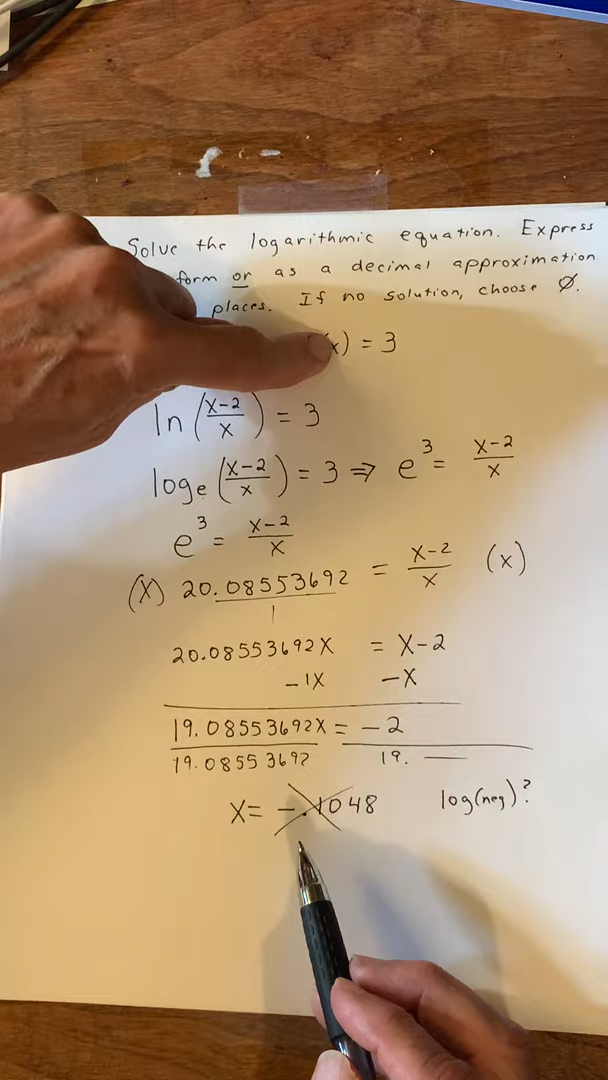 Solve the logarithmic equation. Express
form or as a decimal approximation
places. If no solution, choose Ø.
x) = 3
ln (x-2/x) = 3
logₑ (x-2/x) = 3 ⇒ e³ = x-2/x
e³ = x-2/x
(x) 20.08553692 = x-2/x (x)
1
20.08553692x = x-2
-1x -x
19.08553692x = -2
19.08553692 19. —
x = -.1048 log(neg)?